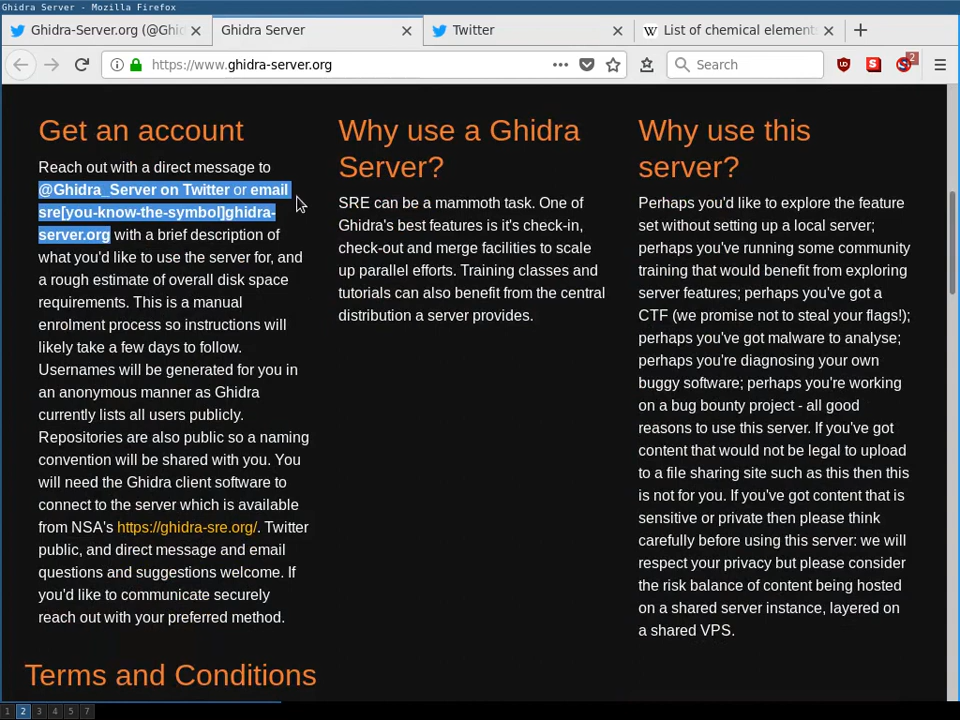 Ghidra Server - Mozilla Firefox
Ghidra-Server.org (@Ghi
Ghidra Server
Twitter
List of chemical element
https://www.ghidra-server.org
Search
2
Get an account
Reach out with a direct message to
@Ghidra_Server on Twitter or email
sre[you-know-the-symbol]ghidra-
server.org with a brief description of
what you'd like to use the server for, and
a rough estimate of overall disk space
requirements. This is a manual
enrolment process so instructions will
likely take a few days to follow.
Usernames will be generated for you in
an anonymous manner as Ghidra
currently lists all users publicly.
Repositories are also public so a naming
convention will be shared with you. You
will need the Ghidra client software to
connect to the server which is available
from NSA's https://ghidra-sre.org/. Twitter
public, and direct message and email
questions and suggestions welcome. If
you'd like to communicate securely
reach out with your preferred method.
Why use a Ghidra
Server?
SRE can be a mammoth task. One of
Ghidra's best features is it's check-in,
check-out and merge facilities to scale
up parallel efforts. Training classes and
tutorials can also benefit from the central
distribution a server provides.
Why use this
server?
Perhaps you'd like to explore the feature
set without setting up a local server;
perhaps you've running some community
training that would benefit from exploring
server features; perhaps you've got a
CTF (we promise not to steal your flags!);
perhaps you've got malware to analyse;
perhaps you're diagnosing your own
buggy software; perhaps you're working
on a bug bounty project - all good
reasons to use this server. If you've got
content that would not be legal to upload
to a file sharing site such as this then this
is not for you. If you've got content that is
sensitive or private then please think
carefully before using this server: we will
respect your privacy but please consider
the risk balance of content being hosted
on a shared server instance, layered on
a shared VPS.
Terms and Conditions
1 2 3 4 5 7